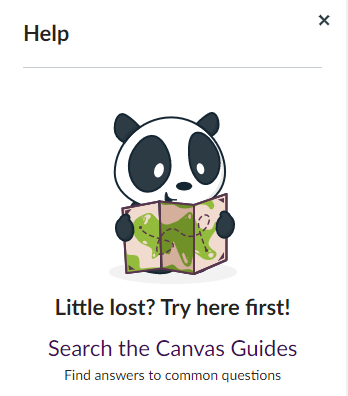 Help
Little lost? Try here first!
Search the Canvas Guides
Find answers to common questions